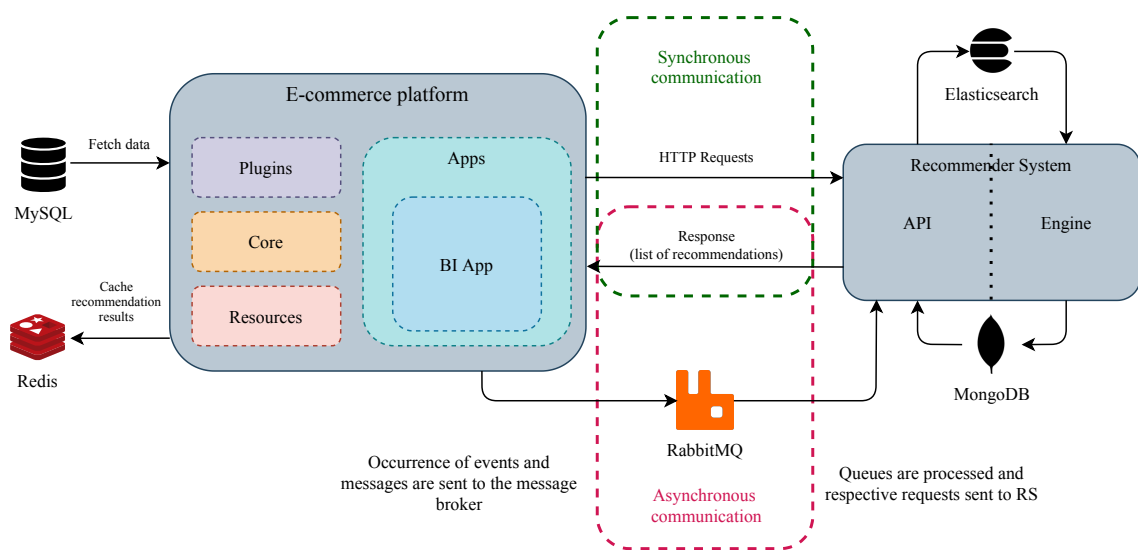 Synchronous
communication
Elasticsearch
E-commerce platform
Fetch data
MySQL
Plugins
Core
Resources
Apps
BI App
HTTP Requests
Recommender System
API
Engine
Response
(list of recommendations)
Cache
recommendation
results
Redis
MongoDB
RabbitMQ
Occurrence of events and
messages are sent to the message
broker
Queues are processed and
respective requests sent to RS
Asynchronous
communication